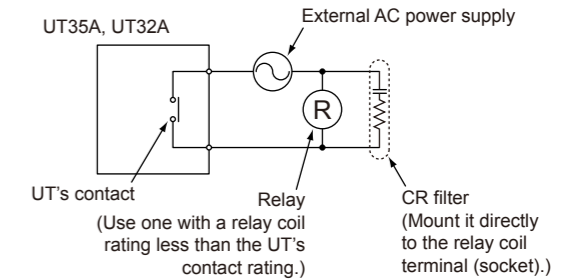 External AC power supply
UT35A, UT32A
R
UT's contact
Relay
(Use one with a relay coil
rating less than the UT's
contact rating.)
CR filter
(Mount it directly
to the relay coil
terminal (socket).)